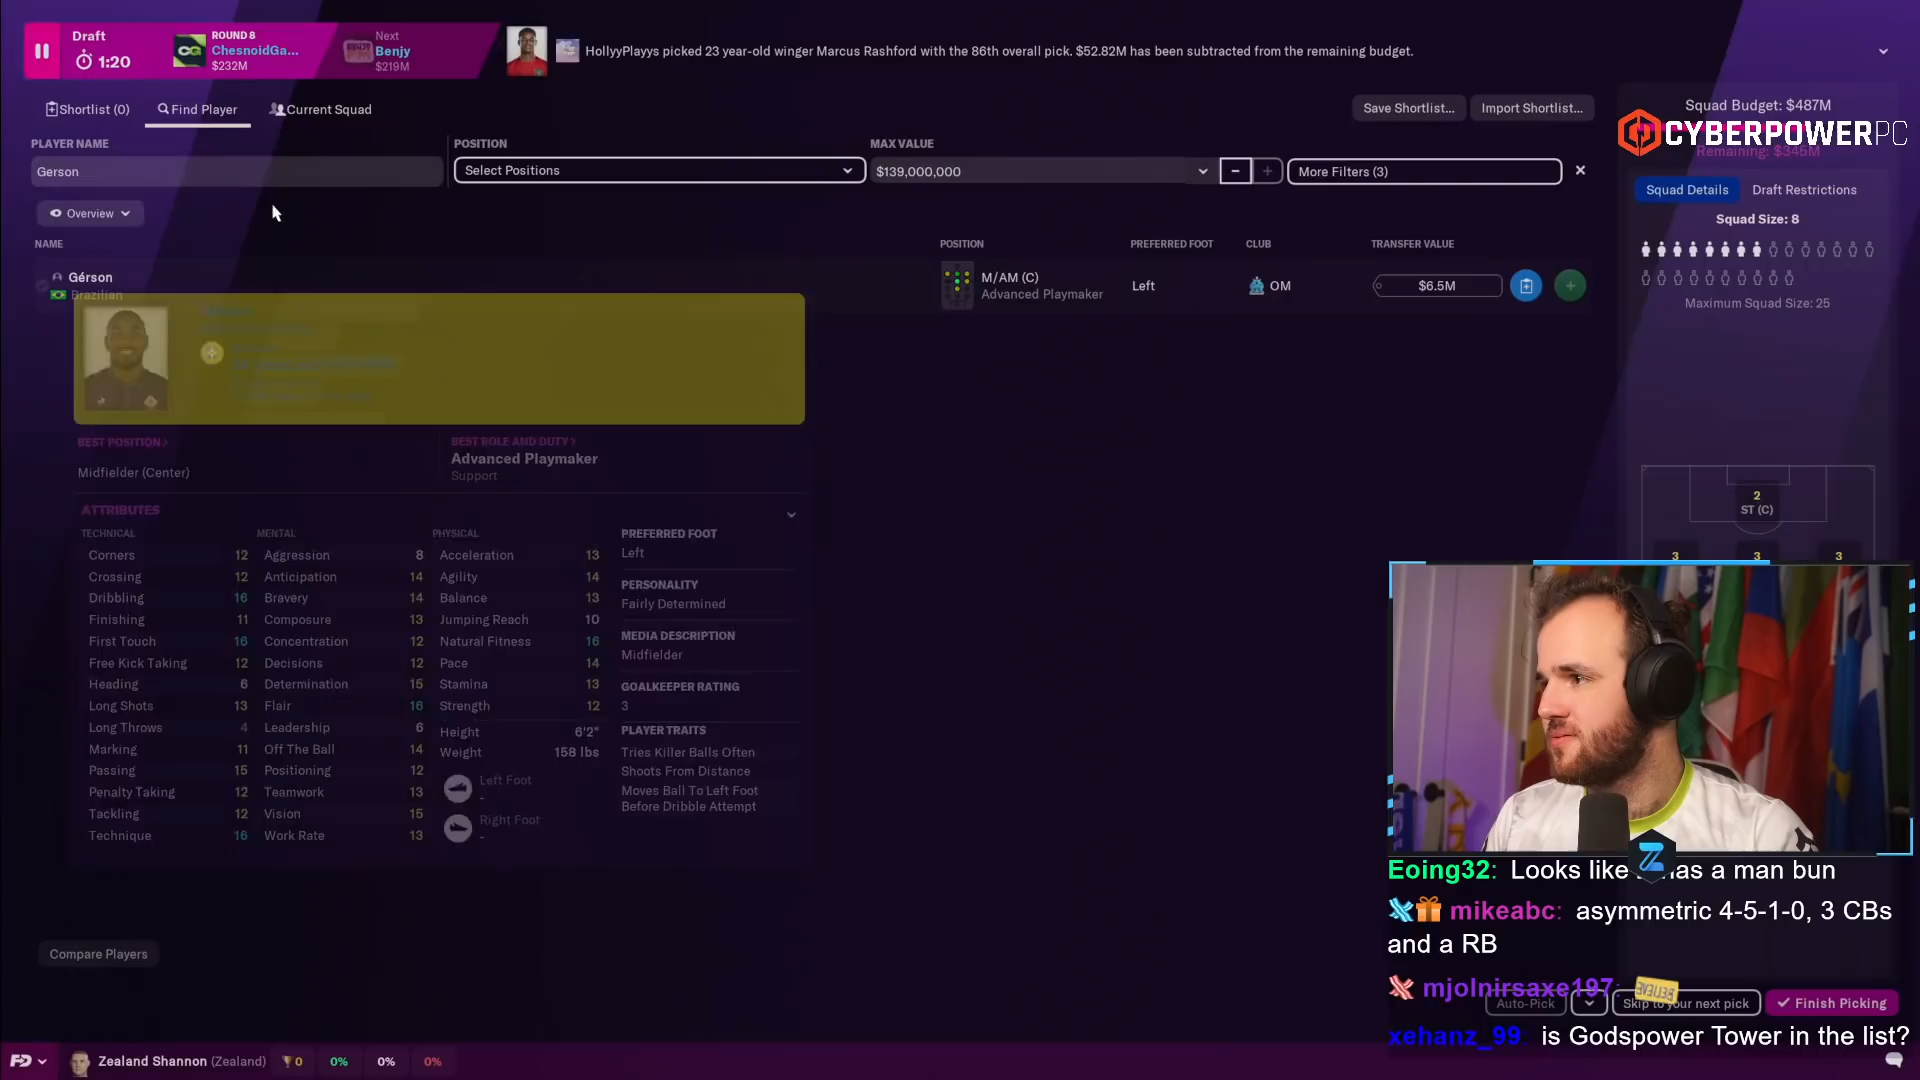 Draft
1:20
ROUND 8
ChesnoidGa...
$232M
Next
Benjy
$219M
HollyyPlayys picked 23 year-old winger Marcus Rashford with the 86th overall pick. $52.82M has been subtracted from the remaining budget.
Shortlist (0)
Find Player
Current Squad
Save Shortlist...
Import Shortlist...
Squad Budget: $487M
CYBERPOWERPC
Remaining: $345M
PLAYER NAME
POSITION
MAX VALUE
Gerson
Select Positions
$139,000,000
More Filters (3)
Squad Details
Draft Restrictions
Squad Size: 8
Maximum Squad Size: 25
Overview
NAME
POSITION
PREFERRED FOOT
CLUB
TRANSFER VALUE
Gérson
Brazilian
M/AM (C)
Advanced Playmaker
Left
OM
$6.5M
BEST POSITION
Midfielder (Center)
BEST ROLE AND DUTY
Advanced Playmaker
Support
ATTRIBUTES
TECHNICAL
Corners 12
Crossing 12
Dribbling 16
Finishing 11
First Touch 16
Free Kick Taking 12
Heading 6
Long Shots 13
Long Throws 4
Marking 11
Passing 15
Penalty Taking 12
Tackling 12
Technique 16
MENTAL
Aggression 8
Anticipation 14
Bravery 14
Composure 13
Concentration 12
Decisions 12
Determination 15
Flair 16
Leadership 6
Off The Ball 14
Positioning 12
Teamwork 13
Vision 15
Work Rate 13
PHYSICAL
Acceleration 13
Agility 14
Balance 13
Jumping Reach 10
Natural Fitness 16
Pace 14
Stamina 13
Strength 12
Height 6'2"
Weight 158 lbs
Left Foot
-
Right Foot
-
PREFERRED FOOT
Left
PERSONALITY
Fairly Determined
MEDIA DESCRIPTION
Midfielder
GOALKEEPER RATING
3
PLAYER TRAITS
Tries Killer Balls Often
Shoots From Distance
Moves Ball To Left Foot
Before Dribble Attempt
2
ST (C)
3 3 3
Eoing32: Looks like has a man bun
mikeabc: asymmetric 4-5-1-0, 3 CBs
and a RB
mjolnirsaxe197:
BELIEVE
xehanz_99 is Godspower Tower in the list?
Compare Players
Auto-Pick
Skip to your next pick
Finish Picking
FD
Zealand Shannon (Zealand)
0
0%
0%
0%